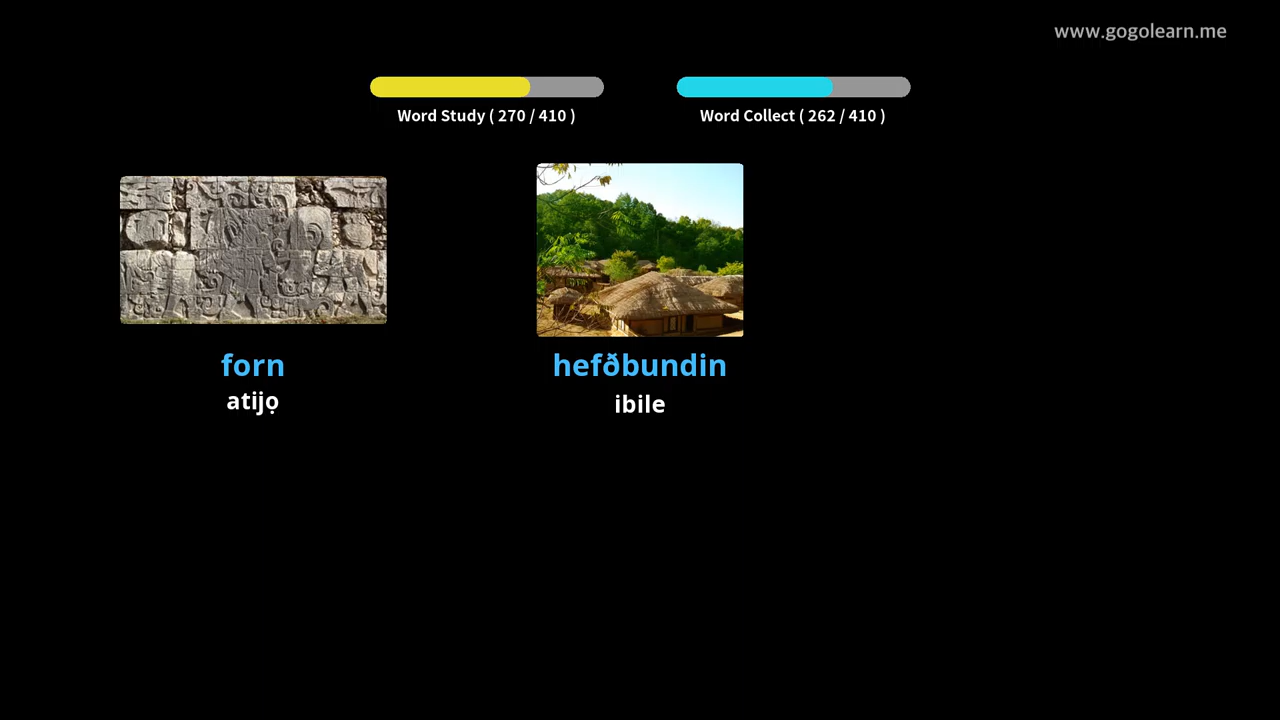 www.gogolearn.me
Word Study ( 270 / 410 )
Word Collect ( 262 / 410 )
forn
atijọ
hefðbundin
ibile